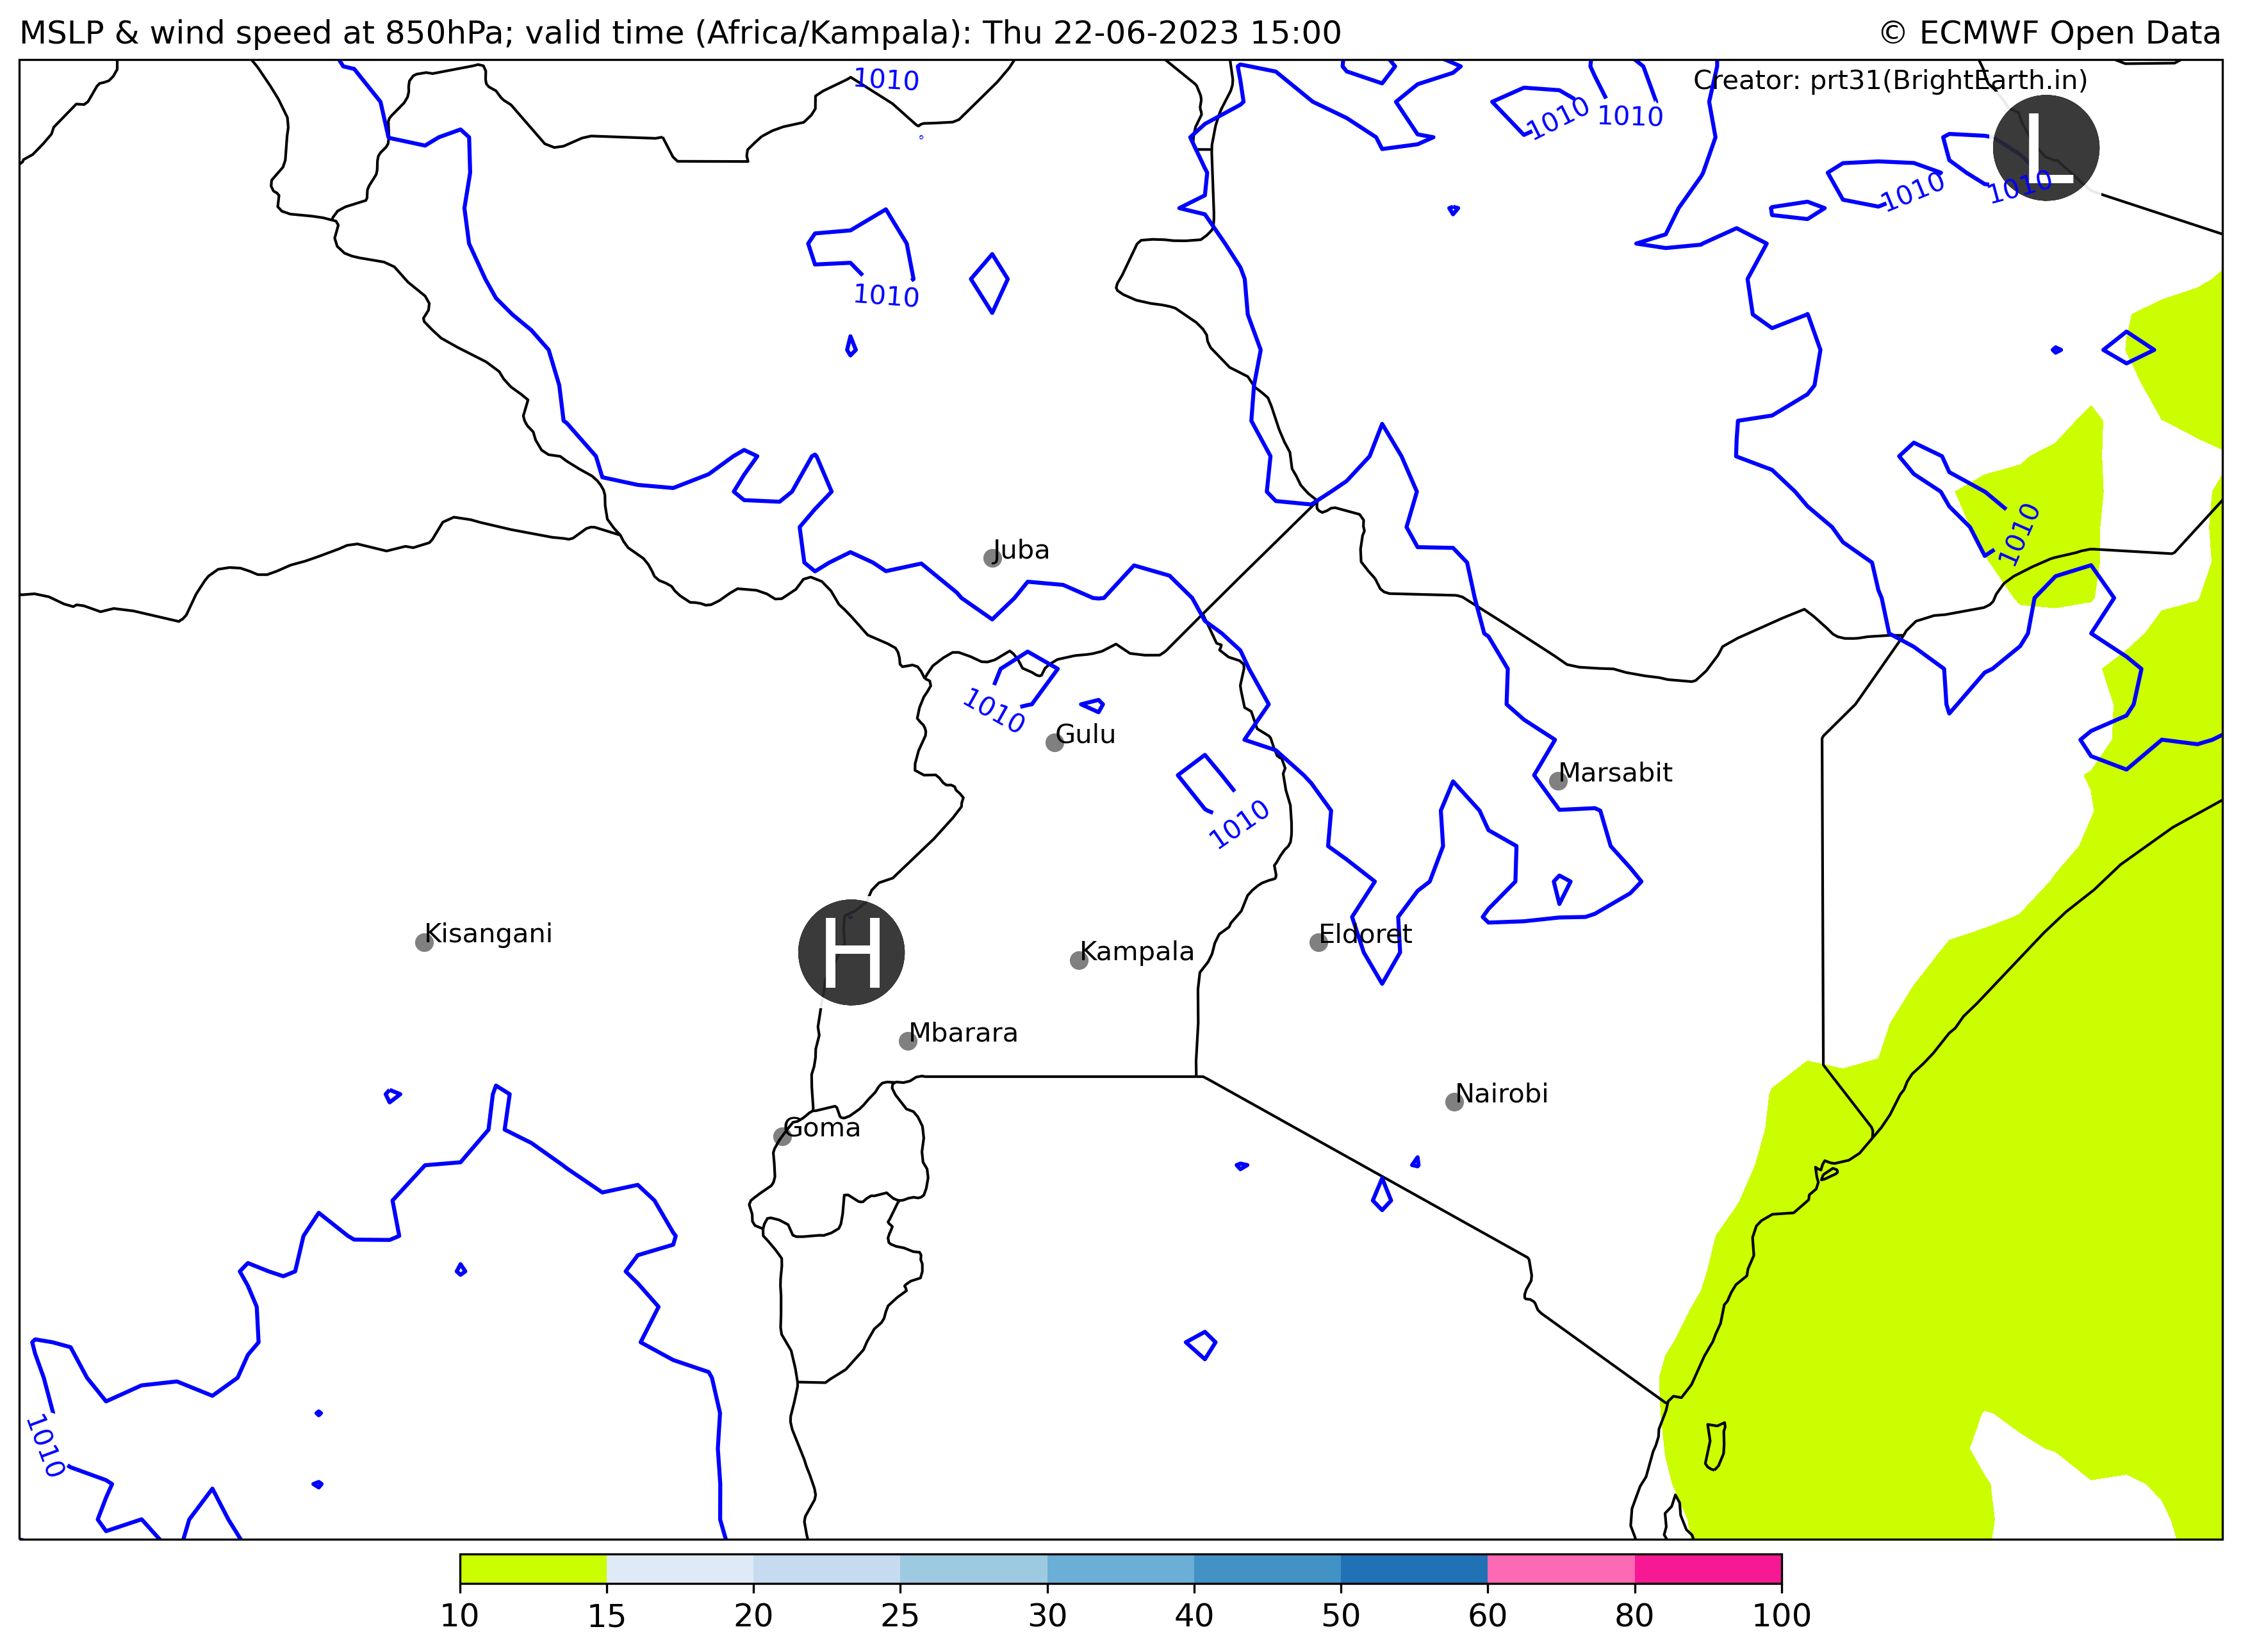 MSLP & wind speed at 850hPa; valid time (Africa/Kampala): Thu 22-06-2023 15:00
© ECMWF Open Data
Creator: prt31(BrightEarth.in)
1010
1010
1010
L
1010
1010
1010
1010
Juba
1010
Gulu
Marsabit
1010
Kisangani
H
Kampala
Eldoret
Mbarara
Nairobi
Goma
1010
10 15 20 25 30 40 50 60 80 100